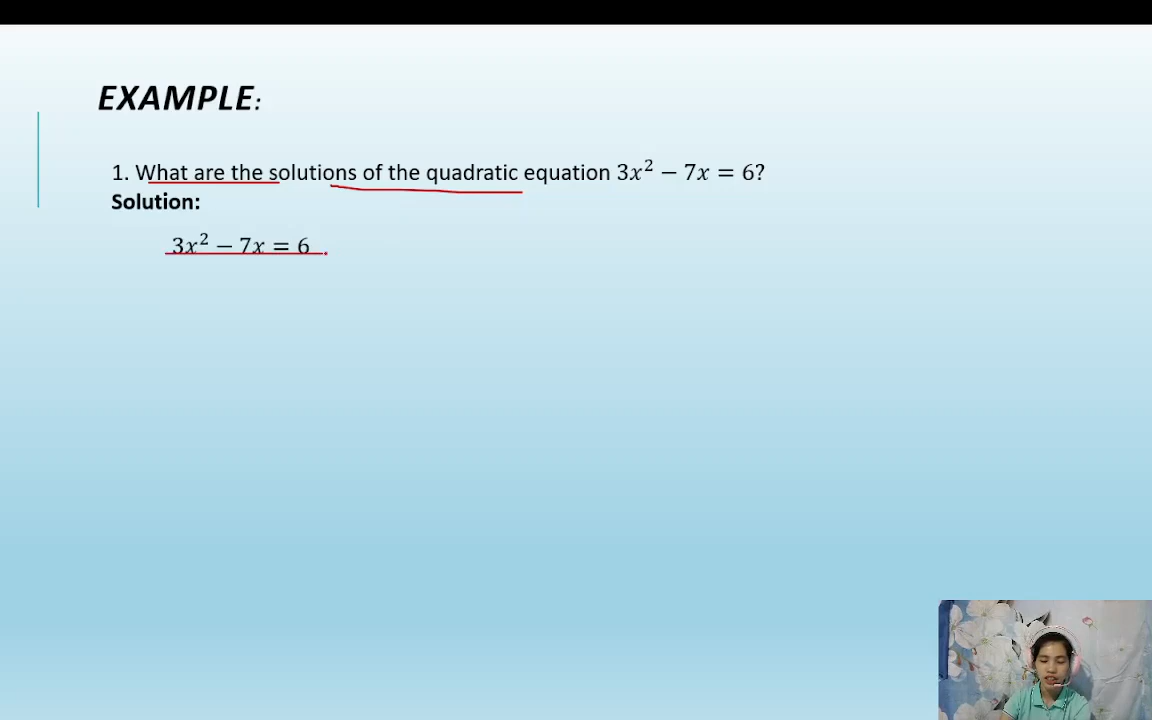 EXAMPLE:
1. What are the solutions of the quadratic equation 3𝑥² − 7𝑥 = 6?
Solution:
3𝑥² − 7𝑥 = 6